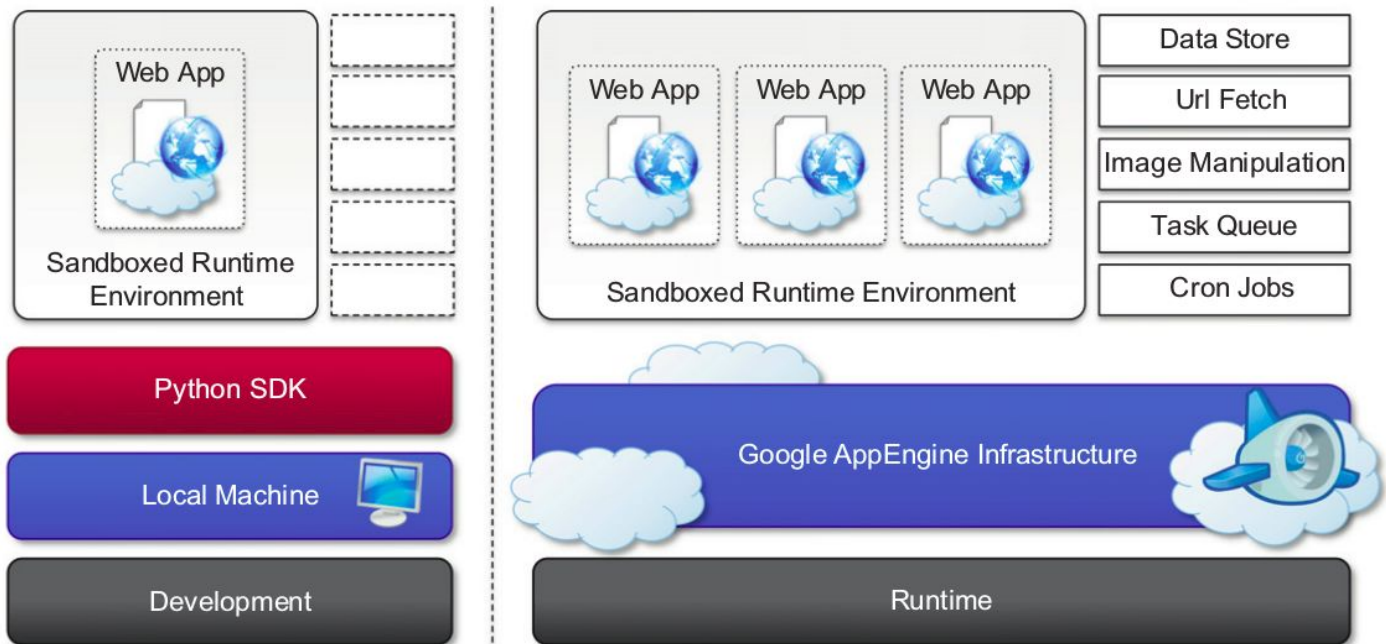 Web App
Sandboxed Runtime
Environment
Python SDK
Local Machine
Development
Web App
Web App
Web App
Sandboxed Runtime Environment
Data Store
Url Fetch
Image Manipulation
Task Queue
Cron Jobs
Google AppEngine Infrastructure
Runtime